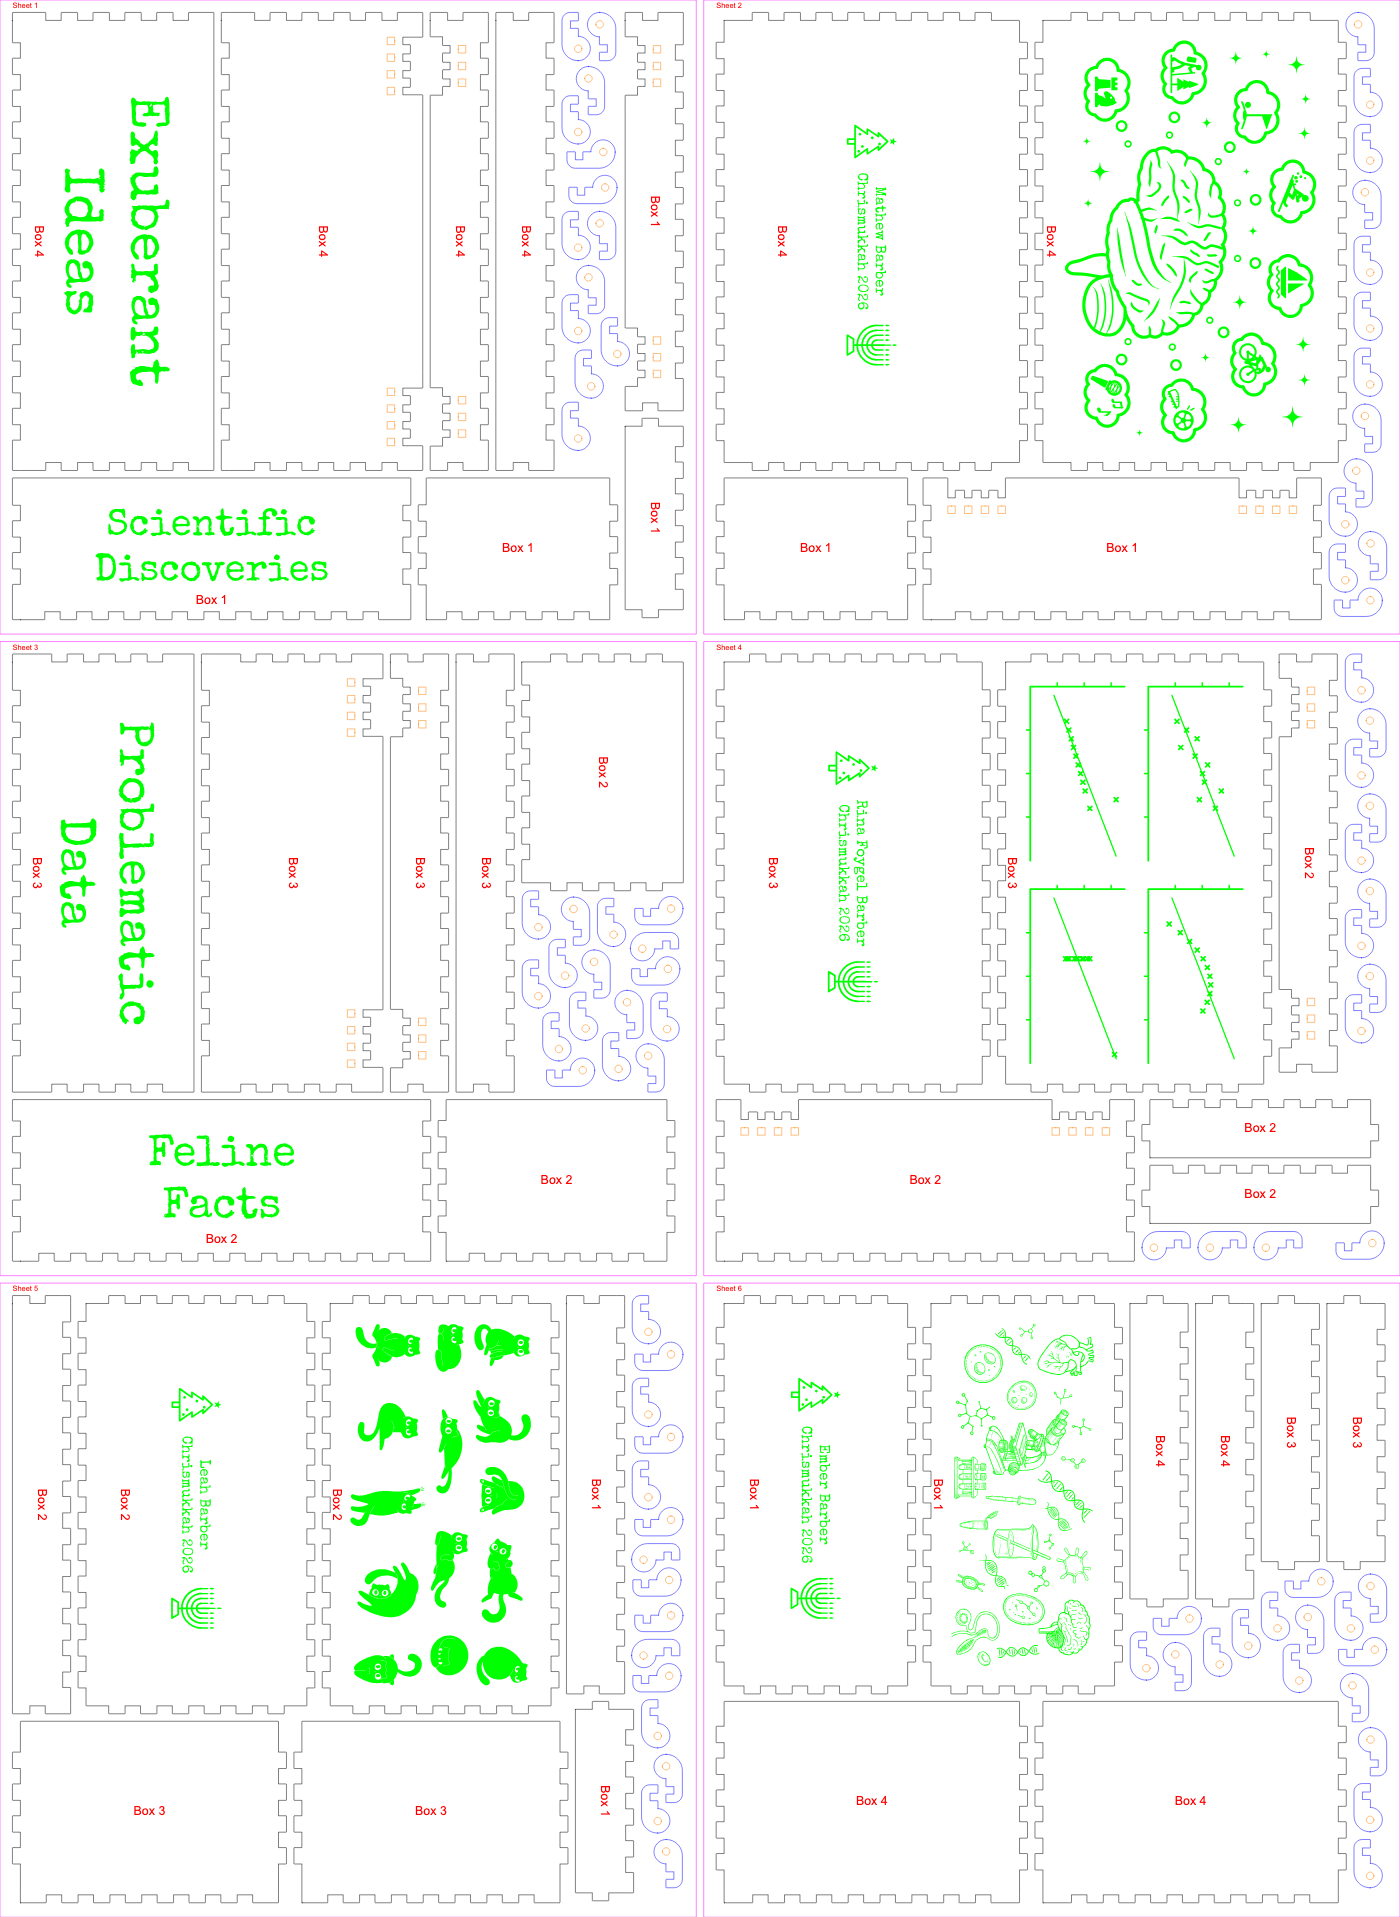 Sheet 1
Exuberant
Ideas
Box 4
Box 4
Box 4
Box 4
Box 1
Scientific
Discoveries
Box 1
Box 1
Box 1
Sheet 2
Box 4
Mathew Barber
Chrismukkah 2026
Box 4
Box 1
Box 1
Sheet 3
Problematic
Data
Box 3
Box 3
Box 3
Box 3
Box 2
Feline
Facts
Box 2
Box 2
Sheet 4
Box 3
Rina Foygel Barber
Chrismukkah 2026
Box 3
Box 2
Box 2
Box 2
Box 2
Sheet 5
Box 2
Box 2
Leah Barber
Chrismukkah 2026
Box 2
Box 1
Box 3
Box 3
Box 1
Sheet 6
Box 1
Ember Barber
Chrismukkah 2026
Box 1
Box 4
Box 4
Box 3
Box 3
Box 4
Box 4